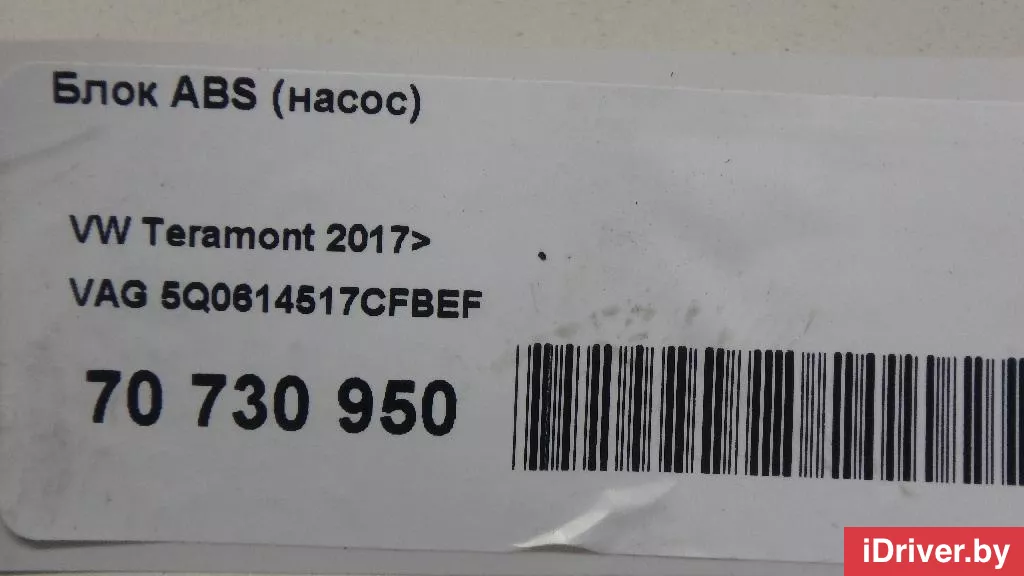 Блок ABS (насос)
VW Teramont 2017>
VAG 5Q0614517CFBEF
70 730 950
iDriver.by